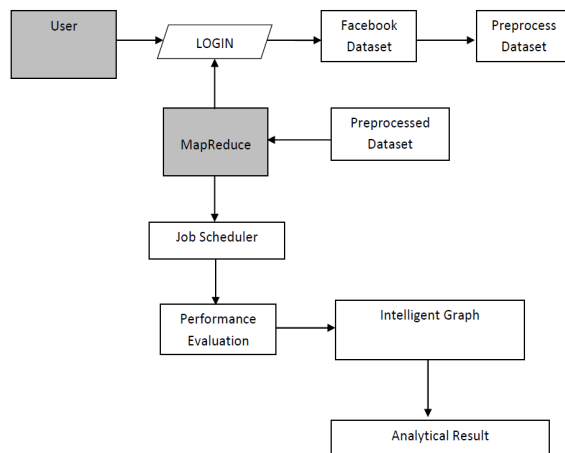 User
LOGIN
Facebook
Dataset
Preprocess
Dataset
MapReduce
Preprocessed
Dataset
Job Scheduler
Performance
Evaluation
Intelligent Graph
Analytical Result